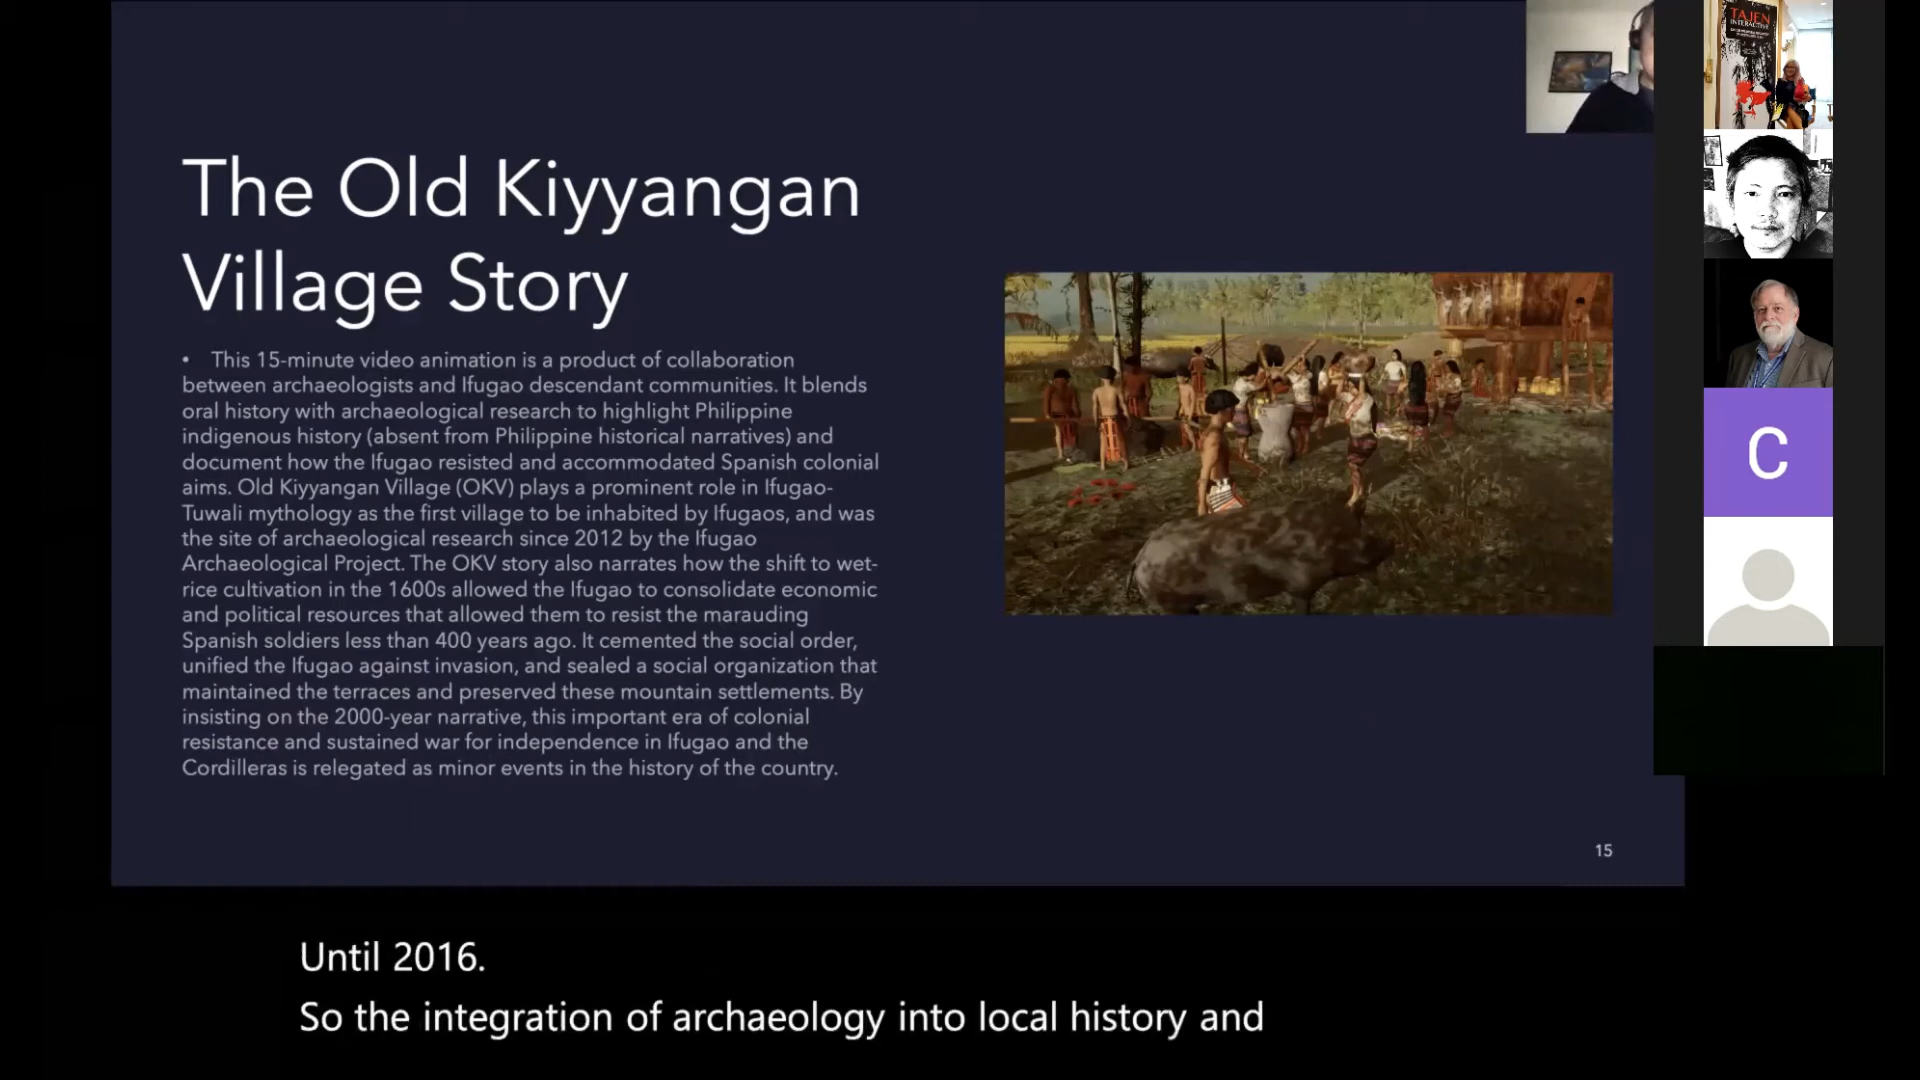 The Old Kiyyangan
Village Story
• This 15-minute video animation is a product of collaboration
between archaeologists and Ifugao descendant communities. It blends
oral history with archaeological research to highlight Philippine
indigenous history (absent from Philippine historical narratives) and
document how the Ifugao resisted and accommodated Spanish colonial
aims. Old Kiyyangan Village (OKV) plays a prominent role in Ifugao-
Tuwali mythology as the first village to be inhabited by Ifugaos, and was
the site of archaeological research since 2012 by the Ifugao
Archaeological Project. The OKV story also narrates how the shift to wet-
rice cultivation in the 1600s allowed the Ifugao to consolidate economic
and political resources that allowed them to resist the marauding
Spanish soldiers less than 400 years ago. It cemented the social order,
unified the Ifugao against invasion, and sealed a social organization that
maintained the terraces and preserved these mountain settlements. By
insisting on the 2000-year narrative, this important era of colonial
resistance and sustained war for independence in Ifugao and the
Cordilleras is relegated as minor events in the history of the country.
15
TAJEN
INTERACTIVE
C
Until 2016.
So the integration of archaeology into local history and